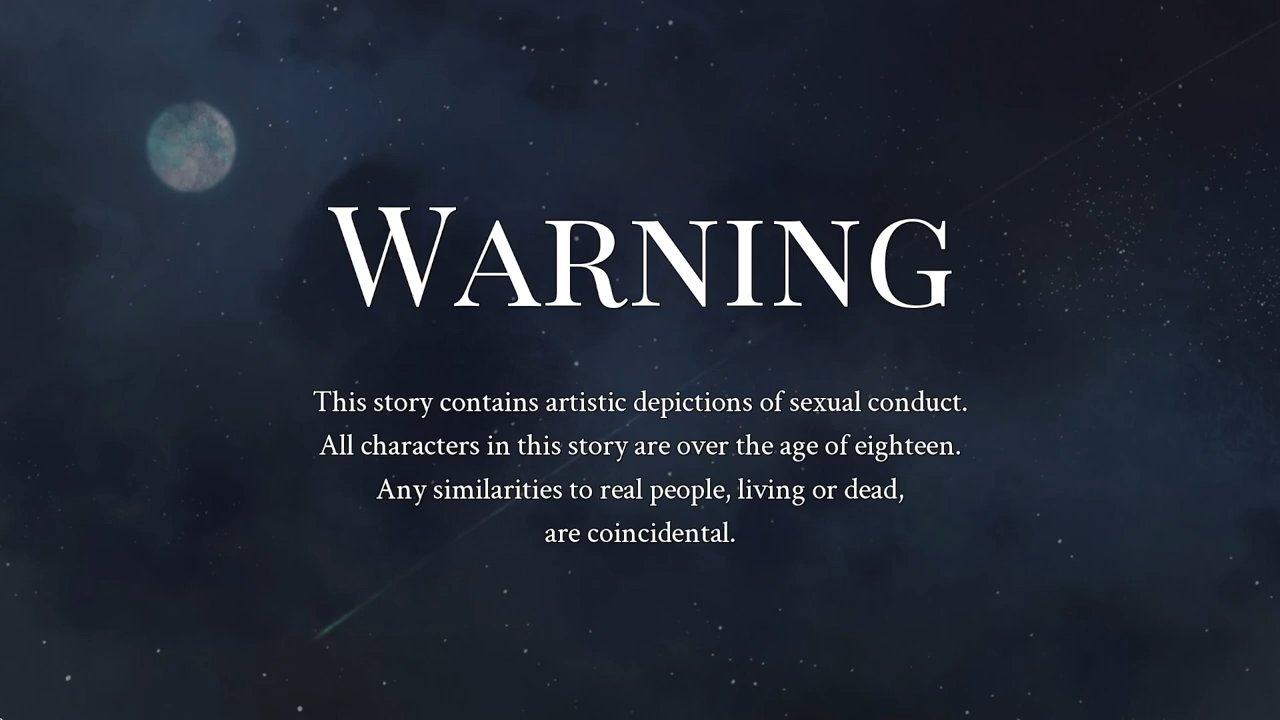 WARNING
This story contains artistic depictions of sexual conduct.
All characters in this story are over the age of eighteen.
Any similarities to real people, living or dead,
are coincidental.